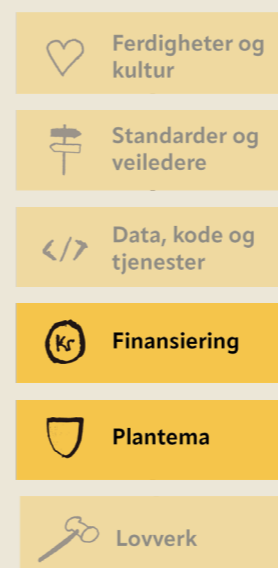 Ferdigheter og
kultur
Standarder og
veiledere
</>
Data, kode og
tjenester
Kr
Finansiering
Plantema
Lovverk